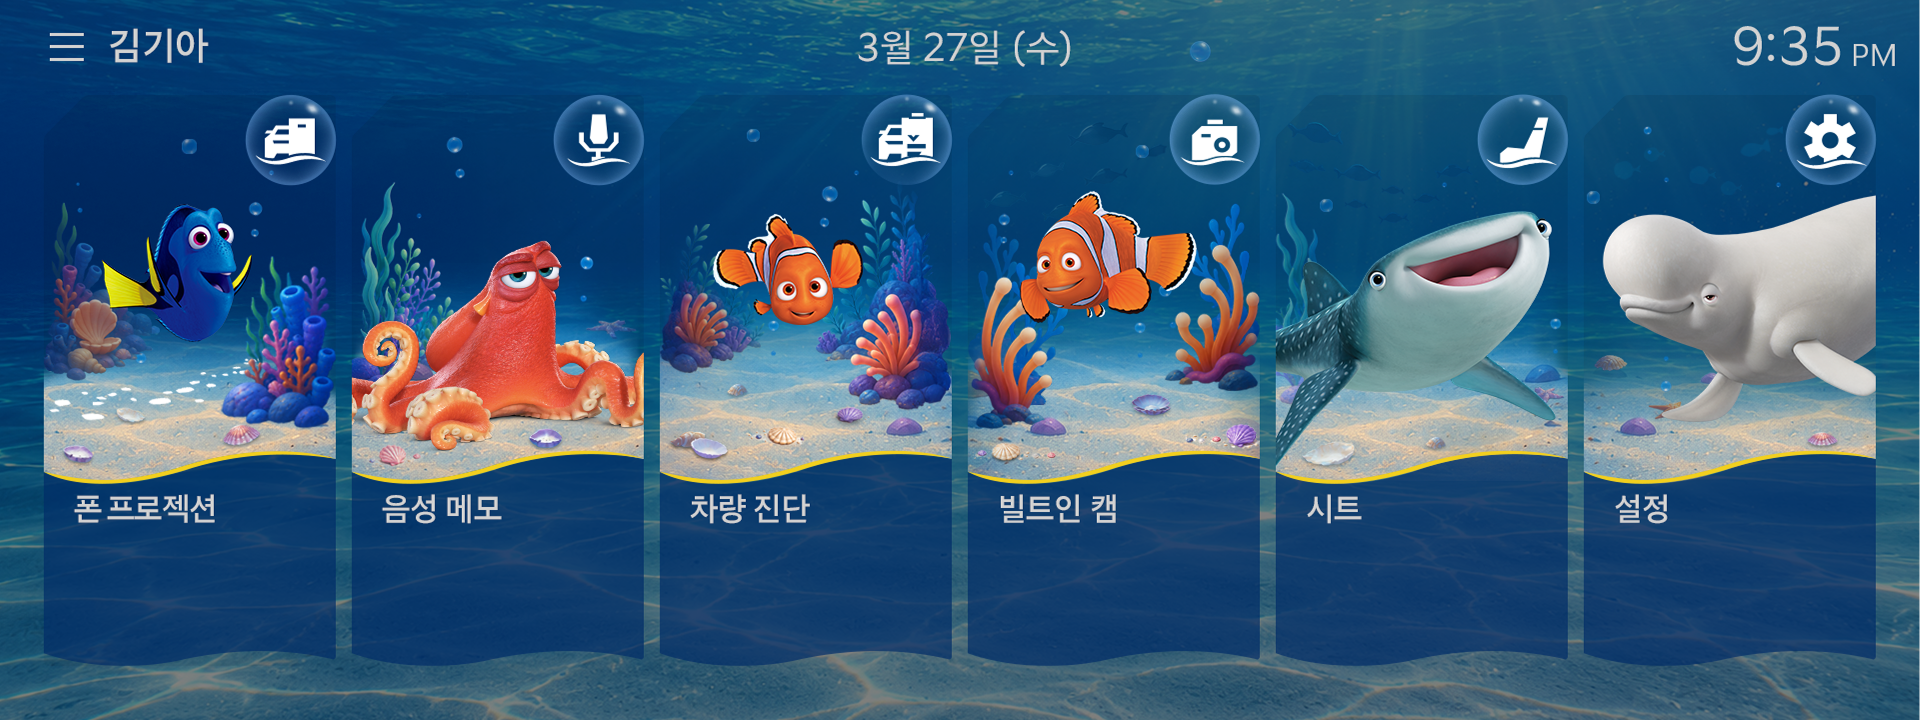 김기아
3월 27일 (수)
9:35 PM
폰 프로젝션
음성 메모
차량 진단
빌트인 캠
시트
설정